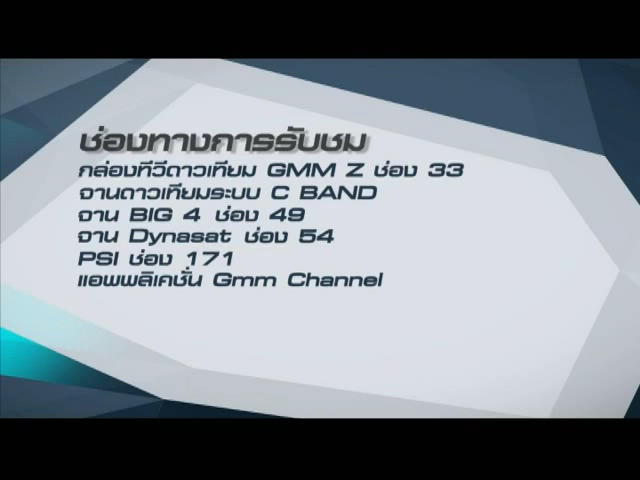 ช่องทางการรับชม
กล่องทีวีดาวเทียม GMM Z ช่อง 33
จานดาวเทียมระบบ C BAND
จาน BIG 4 ช่อง 49
จาน Dynasat ช่อง 54
PSI ช่อง 171
แอพพลิเคชั่น Gmm Channel